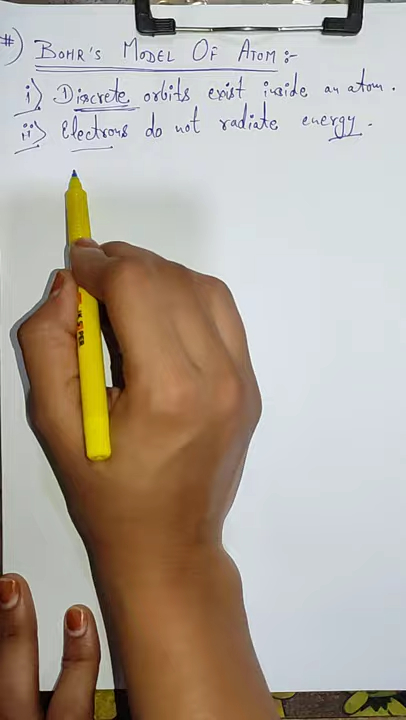 #) BOHR'S MODEL OF ATOM :-
i) Discrete orbits exist inside an atom.
ii) Electrons do not radiate energy.